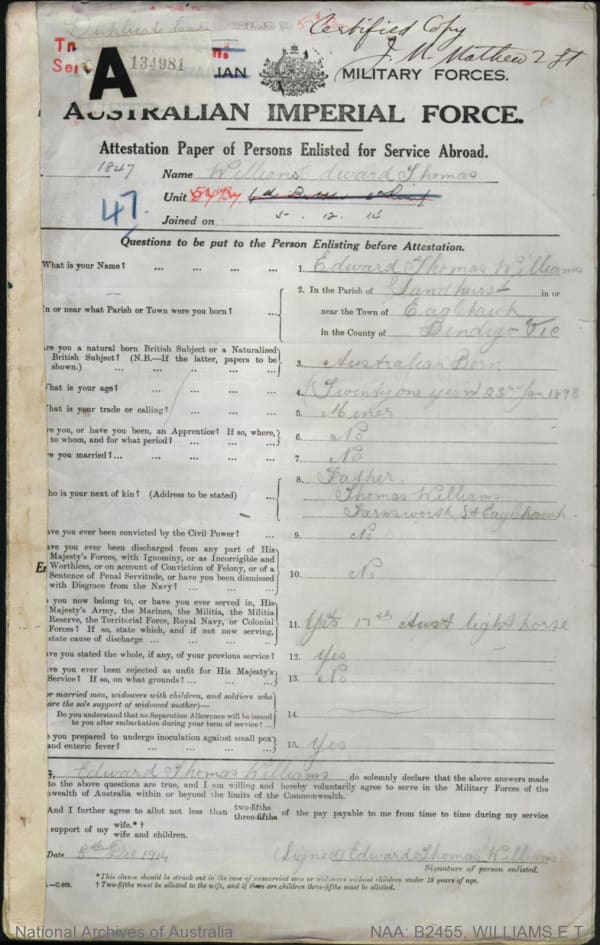 Duplicate
Certified Copy
J. M. Mathew 2 Lt
A 134981
MILITARY FORCES.
AUSTRALIAN IMPERIAL FORCE.
Attestation Paper of Persons Enlisted for Service Abroad.
1847 Name Williams Edward Thomas
47. Unit
Joined on 5 . 12 . 14
Questions to be put to the Person Enlisting before Attestation.
What is your Name? ... ... ... ... 1. Edward Thomas Williams
In or near what Parish or Town were you born? ... 2. In the Parish of Sandhurst in or
near the Town of Eaglehawk
in the County of Bendigo Vic
are you a natural born British Subject or a Naturalized
British Subject? (N.B.—If the latter, papers to be
shown.) ... ... ... ... 3. Australian Born
What is your age? ... ... ... ... 4. Twenty one years 23rd Jan 1893
What is your trade or calling? ... ... ... 5. Miner
re you, or have you been, an Apprentice? If so, where,
to whom, and for what period? ... ... ... 6. No
re you married? ... ... ... ... 7. No
ho is your next of kin? (Address to be stated) ... 8. Father.
Thomas Williams
Farnsworth St Eaglehawk.
ave you ever been convicted by the Civil Power? ... 9. No
ave you ever been discharged from any part of His
Majesty's Forces, with Ignominy, or as Incorrigible and
Worthless, or on account of Conviction of Felony, or of a
Sentence of Penal Servitude, or have you been dismissed
with Disgrace from the Navy? ... ... ... 10. No
you now belong to, or have you ever served in, His
Majesty's Army, the Marines, the Militia, the Militia
Reserve, the Territorial Force, Royal Navy, or Colonial
Forces? If so, state which, and if not now serving,
state cause of discharge ... ... ... 11. Yes 17th Aust light horse
ave you stated the whole, if any, of your previous service? 12. Yes
ave you ever been rejected as unfit for His Majesty's
Service? If so, on what grounds? ... ... 13. No
or married men, widowers with children, and soldiers who
are the sole support of widowed mother)—
Do you understand that no Separation Allowance will be issued
to you after embarkation during your term of service? ... 14.
re you prepared to undergo inoculation against small pox
and enteric fever? ... ... ... ... 15. Yes
I, Edward Thomas Williams do solemnly declare that the above answers made
to the above questions are true, and I am willing and hereby voluntarily agree to serve in the Military Forces of the
nwealth of Australia within or beyond the limits of the Commonwealth.
And I further agree to allot not less than two-fifths three-fifths of the pay payable to me from time to time during my service
support of my wife.* † wife and children.
Date 5th Dec 1914 (Signed) Edward Thomas Williams
Signature of person enlisted.
*This clause should be struck out in the case of unmarried men or widowers without children under 18 years of age.
† Two-fifths must be allotted to the wife, and if there are children three-fifths must be allotted.
National Archives of Australia NAA: B2455, WILLIAMS E T